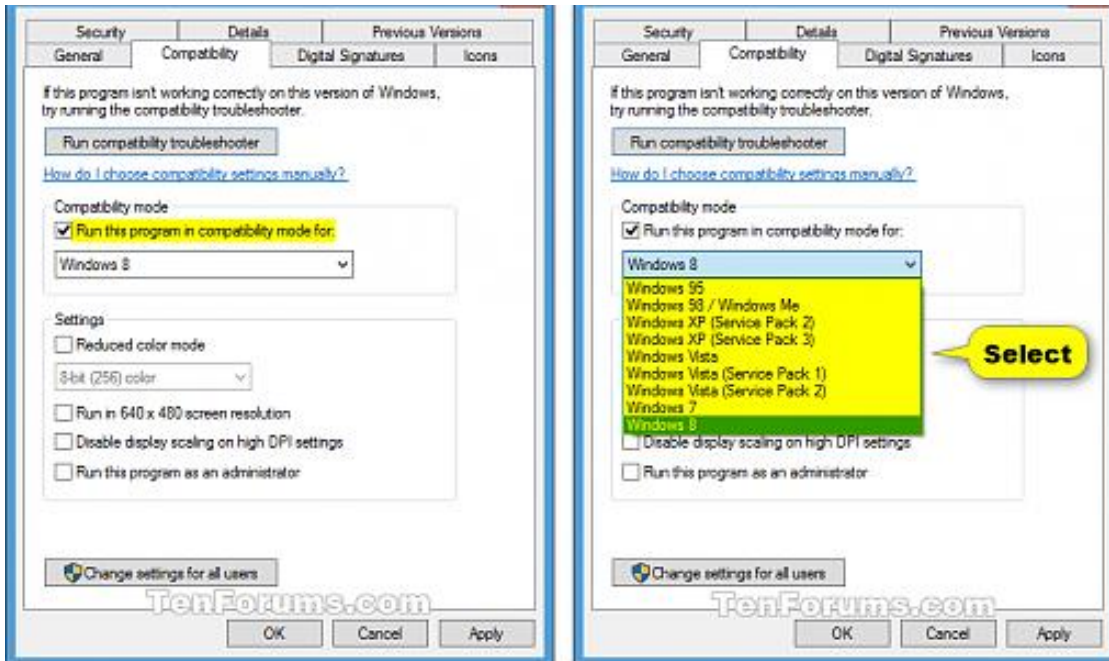 Security Details Previous Versions
General Compatibility Digital Signatures Icons
If this program isn't working correctly on this version of Windows,
try running the compatibility troubleshooter.
Run compatibility troubleshooter
How do I choose compatibility settings manually?
Compatibility mode
Run this program in compatibility mode for:
Windows 8
Settings
Reduced color mode
8-bit (256) color
Run in 640 x 480 screen resolution
Disable display scaling on high DPI settings
Run this program as an administrator
Change settings for all users
TenForums.com
OK Cancel Apply
Security Details Previous Versions
General Compatibility Digital Signatures Icons
If this program isn't working correctly on this version of Windows,
try running the compatibility troubleshooter.
Run compatibility troubleshooter
How do I choose compatibility settings manually?
Compatibility mode
Run this program in compatibility mode for:
Windows 8
Windows 95
Windows 98 / Windows Me
Windows XP (Service Pack 2)
Windows XP (Service Pack 3)
Windows Vista
Windows Vista (Service Pack 1)
Windows Vista (Service Pack 2)
Windows 7
Windows 8
Select
Disable display scaling on high DPI settings
Run this program as an administrator
Change settings for all users
TenForums.com
OK Cancel Apply